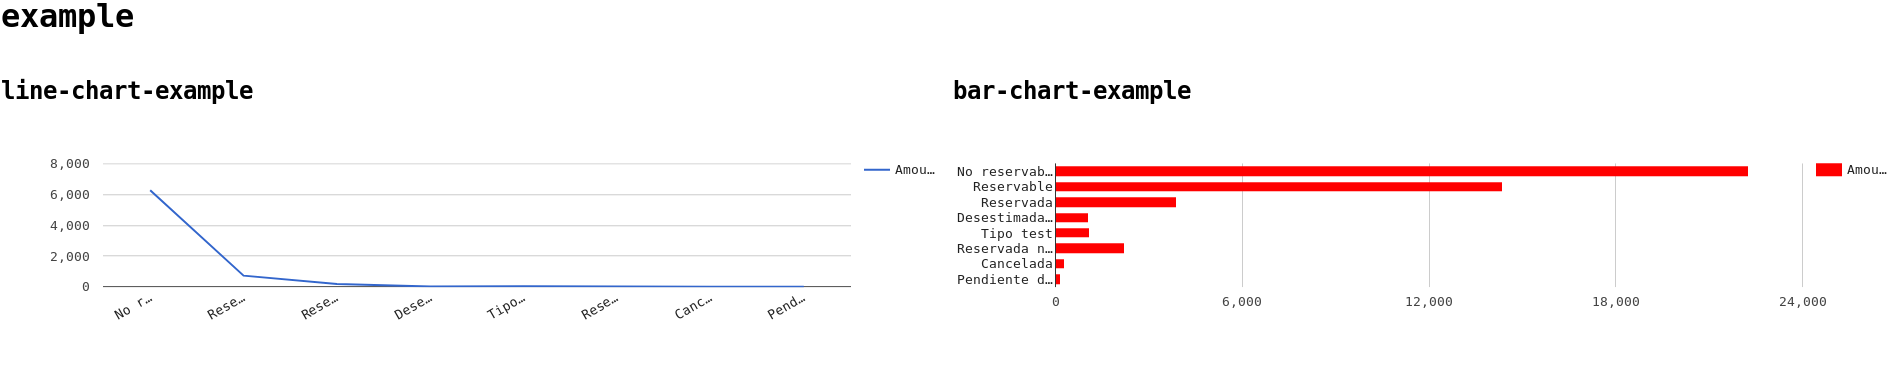 example
line-chart-example
8,000
6,000
4,000
2,000
0
No r…
Rese…
Rese…
Dese…
Tipo…
Rese…
Canc…
Pend…
Amou…
bar-chart-example
No reservab…
Reservable
Reservada
Desestimada…
Tipo test
Reservada n…
Cancelada
Pendiente d…
0
6,000
12,000
18,000
24,000
Amou…